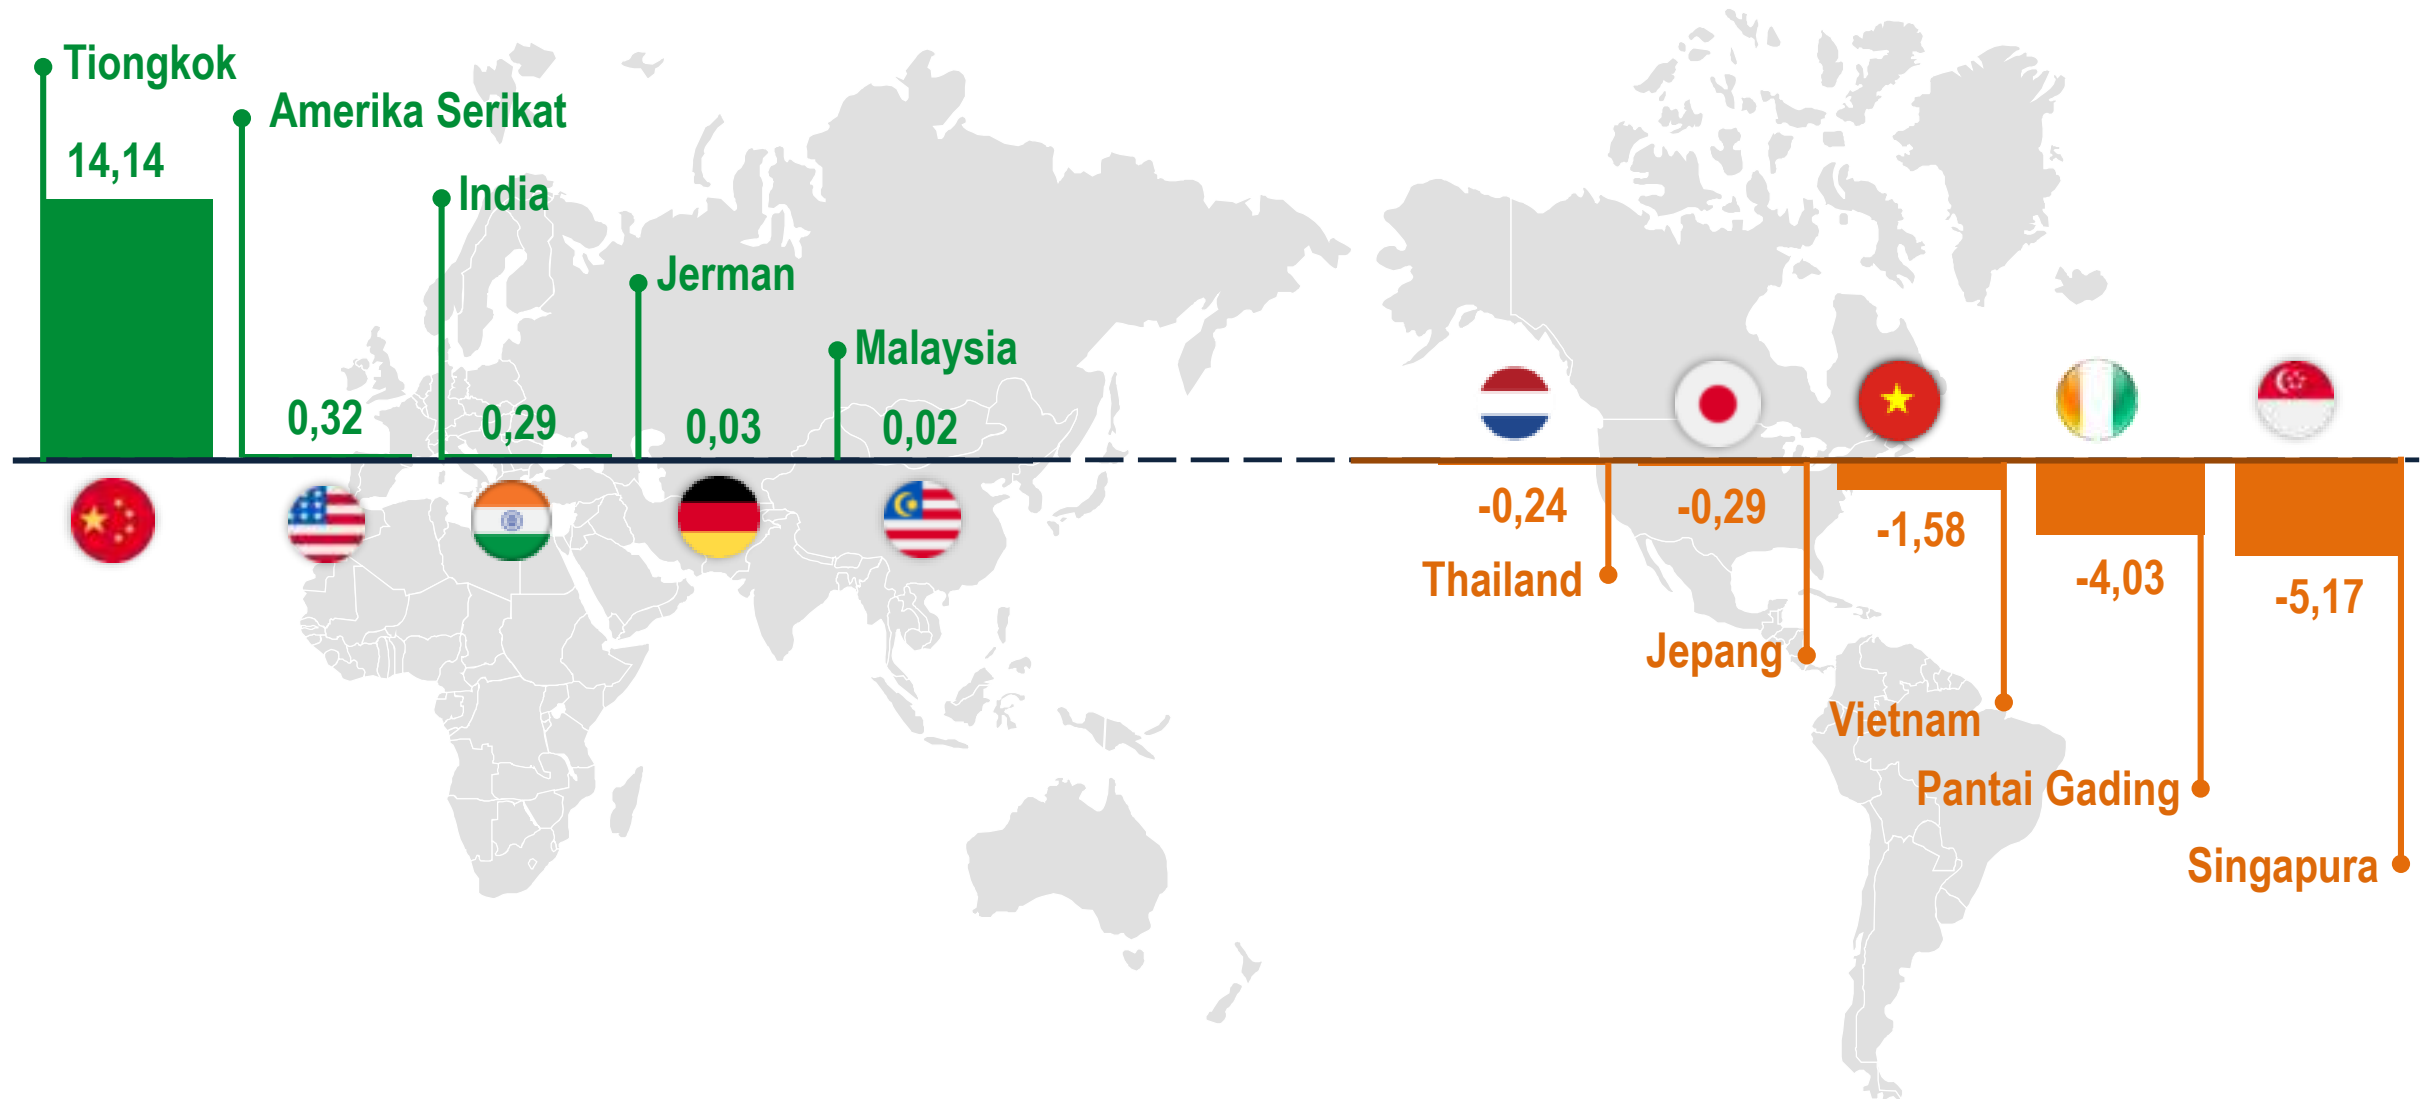 Tiongkok
14,14
Amerika Serikat
0,32
India
0,29
Jerman
0,03
Malaysia
0,02
-0,24
Thailand
-0,29
Jepang
-1,58
Vietnam
-4,03
Pantai Gading
-5,17
Singapura